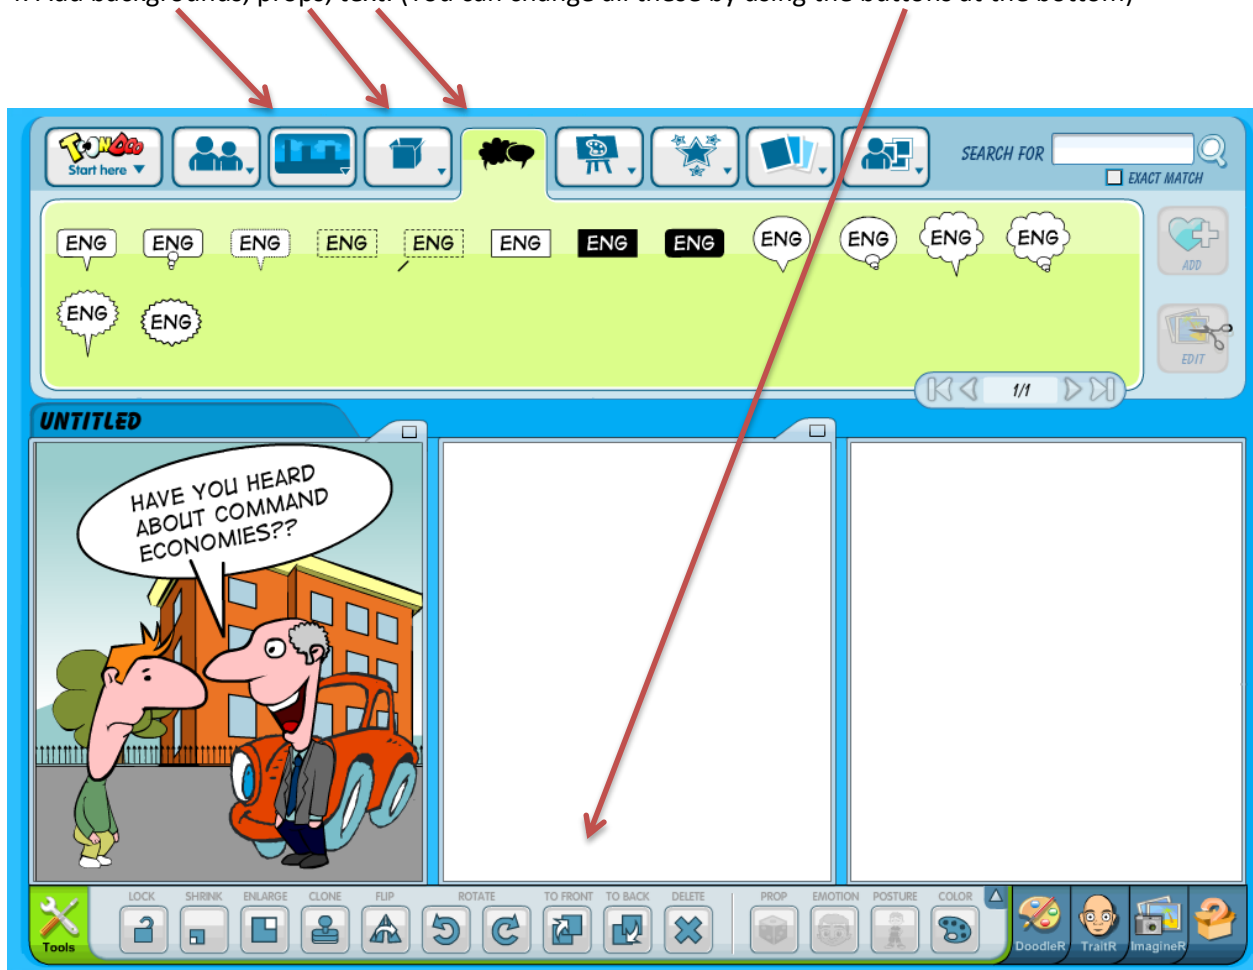 4. Add backgrounds, props, text. (You can change all these by using the buttons at the bottom)
TOONDOO
Start here
SEARCH FOR
EXACT MATCH
ENG ENG ENG ENG ENG ENG ENG ENG ENG ENG ENG ENG
ADD
ENG ENG
EDIT
1/1
UNTITLED
HAVE YOU HEARD
ABOUT COMMAND
ECONOMIES??
LOCK SHRINK ENLARGE CLONE FLIP ROTATE TO FRONT TO BACK DELETE PROP EMOTION POSTURE COLOR
Tools
DoodleR TraitR ImagineR